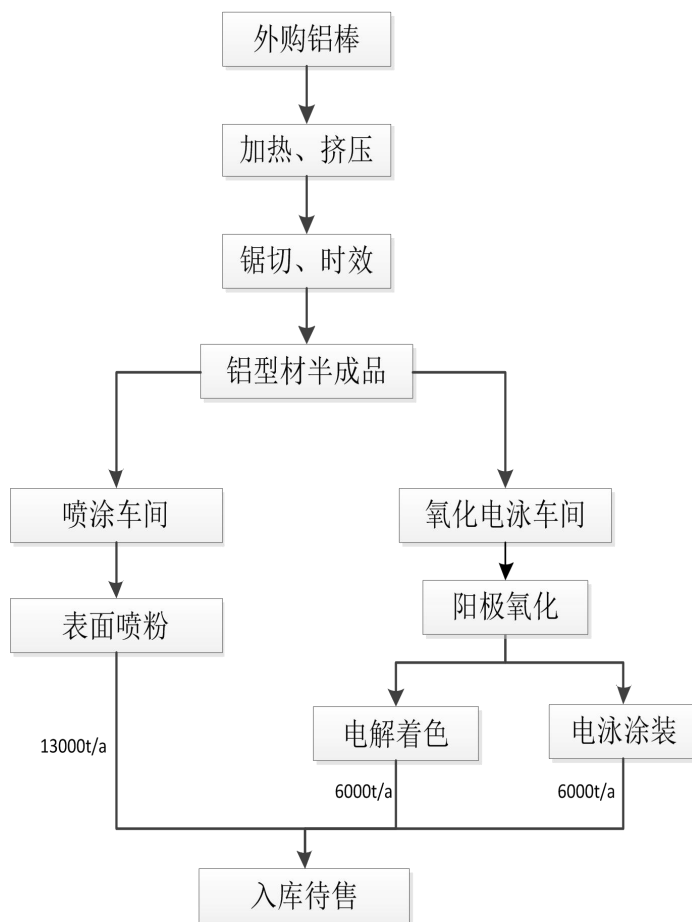 外购铝棒
加热、挤压
锯切、时效
铝型材半成品
喷涂车间
氧化电泳车间
表面喷粉
阳极氧化
电解着色
电泳涂装
13000t/a
6000t/a
6000t/a
入库待售